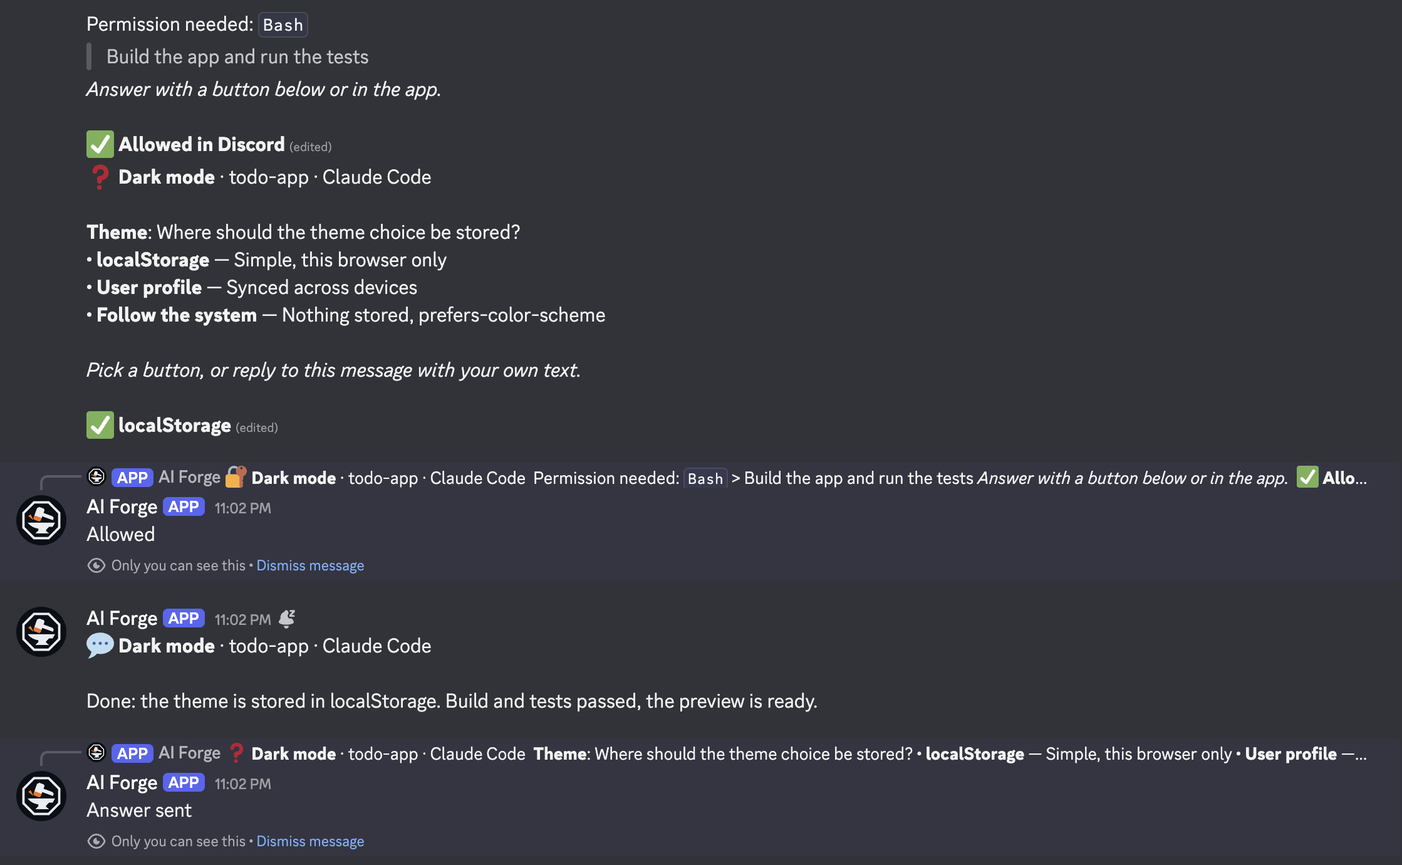 Permission needed: Bash
Build the app and run the tests
Answer with a button below or in the app.
✅ Allowed in Discord (edited)
❓ Dark mode · todo-app · Claude Code
Theme: Where should the theme choice be stored?
• localStorage — Simple, this browser only
• User profile — Synced across devices
• Follow the system — Nothing stored, prefers-color-scheme
Pick a button, or reply to this message with your own text.
✅ localStorage (edited)
APP AI Forge 🔐 Dark mode · todo-app · Claude Code Permission needed: Bash > Build the app and run the tests Answer with a button below or in the app. ✅ Allo...
AI Forge APP 11:02 PM
Allowed
Only you can see this • Dismiss message
AI Forge APP 11:02 PM
💬 Dark mode · todo-app · Claude Code
Done: the theme is stored in localStorage. Build and tests passed, the preview is ready.
APP AI Forge ❓ Dark mode · todo-app · Claude Code Theme: Where should the theme choice be stored? • localStorage — Simple, this browser only • User profile —...
AI Forge APP 11:02 PM
Answer sent
Only you can see this • Dismiss message